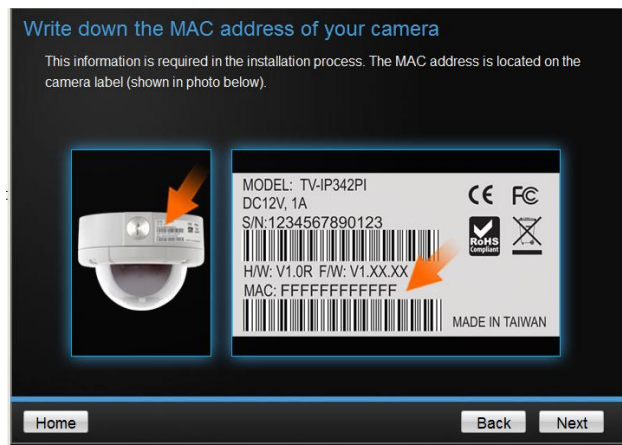 Write down the MAC address of your camera
This information is required in the installation process. The MAC address is located on the
camera label (shown in photo below).
MODEL: TV-IP342PI
DC12V, 1A
S/N:1234567890123
H/W: V1.0R F/W: V1.XX.XX
MAC: FFFFFFFFFFFF
CE FC
RoHS
Compliant
MADE IN TAIWAN
Home
Back
Next